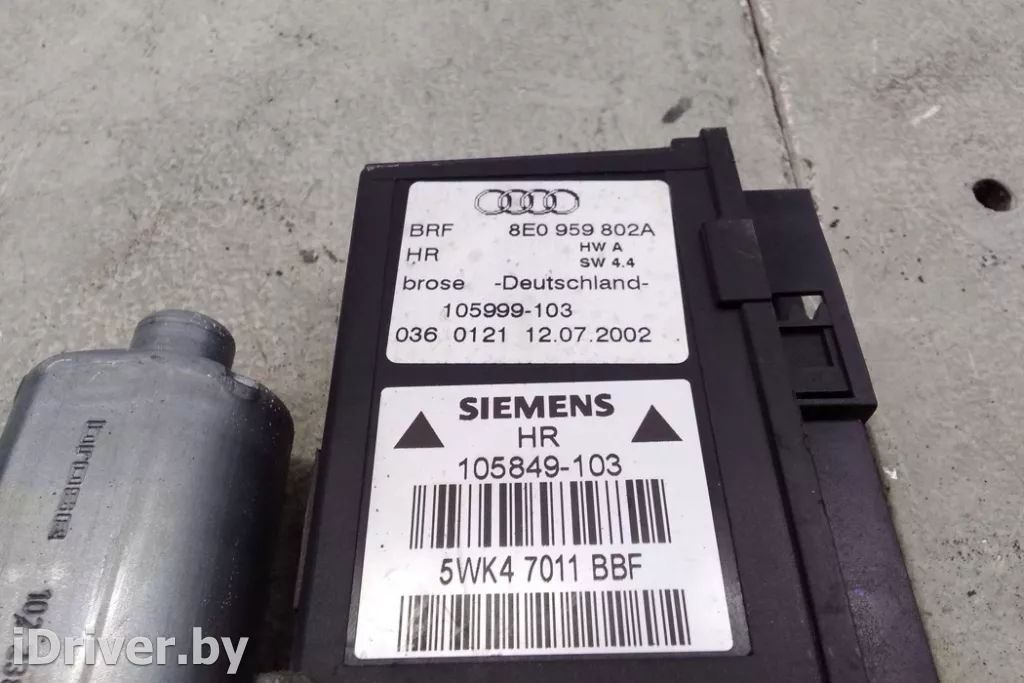 BRF 8E0 959 802A
HR HW A
SW 4.4
brose -Deutschland-
105999-103
036 0121 12.07.2002
SIEMENS
HR
105849-103
5WK4 7011 BBF
iDriver.by